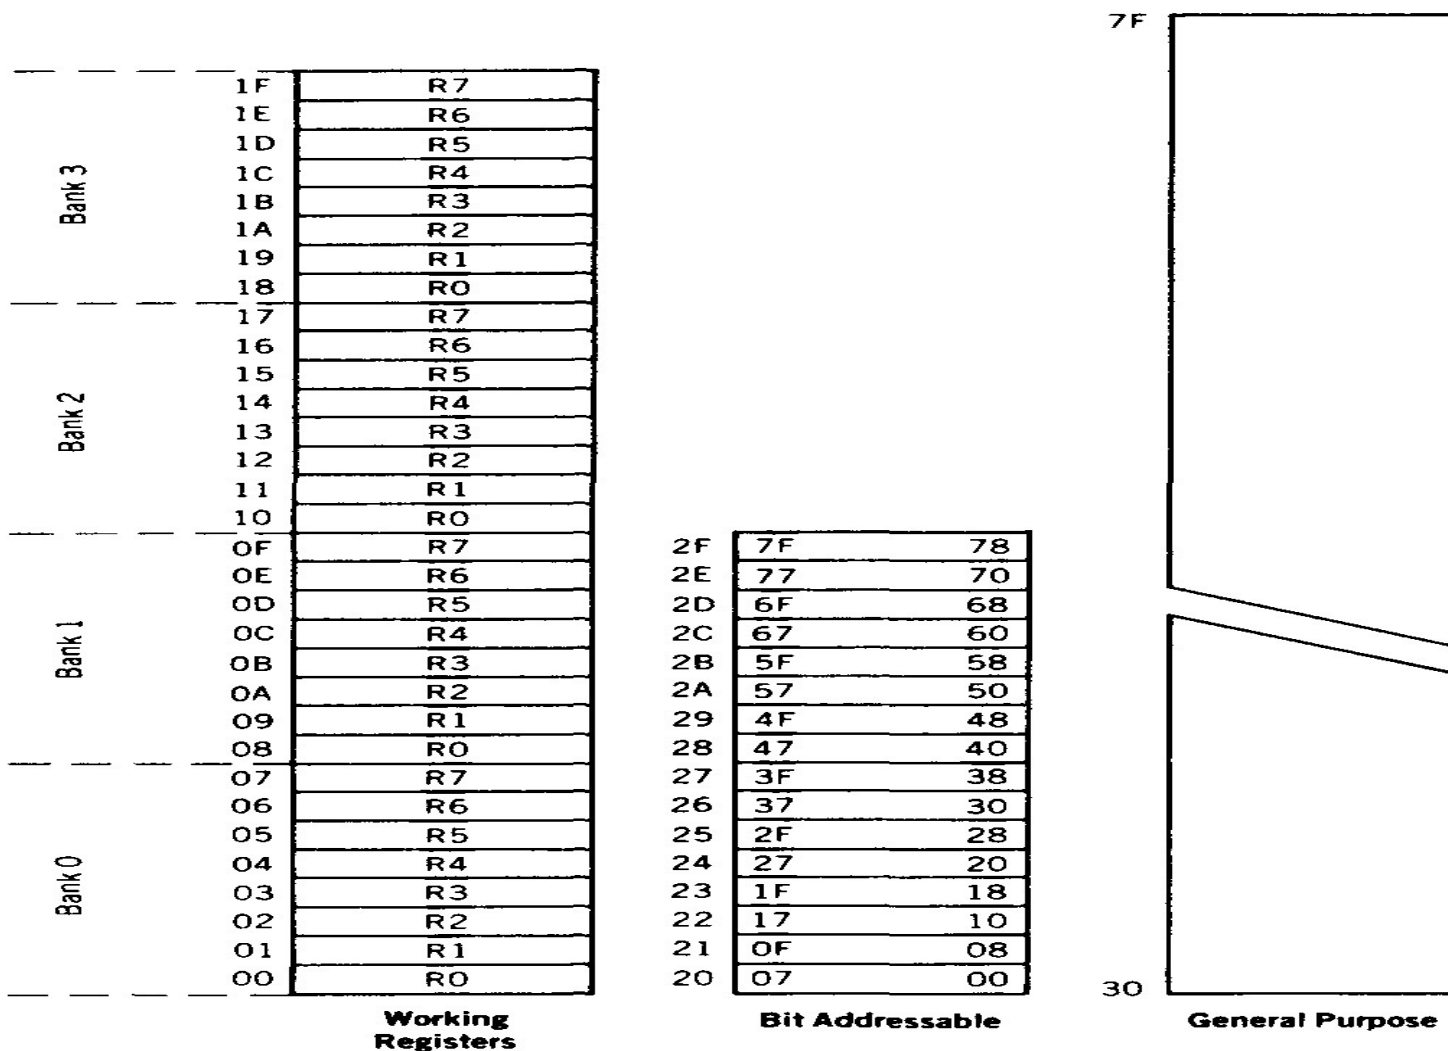 7F
1F R7
1E R6
1D R5
1C R4
1B R3
1A R2
19 R1
18 R0
Bank 3
17 R7
16 R6
15 R5
14 R4
13 R3
12 R2
11 R1
10 R0
Bank 2
0F R7
0E R6
0D R5
0C R4
0B R3
0A R2
09 R1
08 R0
Bank 1
07 R7
06 R6
05 R5
04 R4
03 R3
02 R2
01 R1
00 R0
Bank 0
Working
Registers
2F 7F 78
2E 77 70
2D 6F 68
2C 67 60
2B 5F 58
2A 57 50
29 4F 48
28 47 40
27 3F 38
26 37 30
25 2F 28
24 27 20
23 1F 18
22 17 10
21 0F 08
20 07 00
Bit Addressable
30
General Purpose